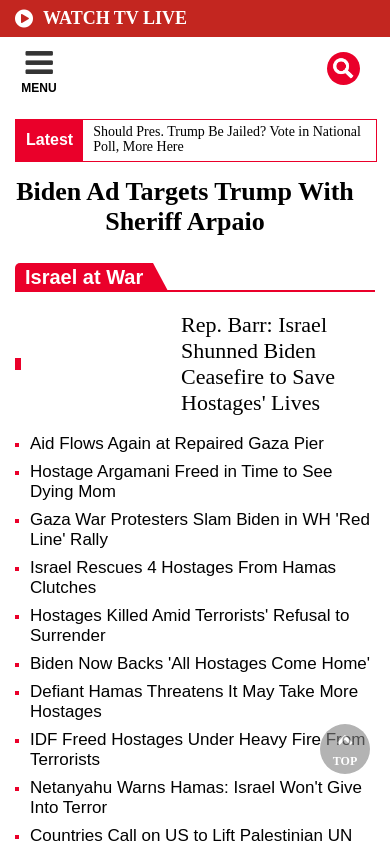 WATCH TV LIVE
MENU
Latest
Should Pres. Trump Be Jailed? Vote in National
Poll, More Here
Biden Ad Targets Trump With
Sheriff Arpaio
Israel at War
Rep. Barr: Israel
Shunned Biden
Ceasefire to Save
Hostages' Lives
Aid Flows Again at Repaired Gaza Pier
Hostage Argamani Freed in Time to See
Dying Mom
Gaza War Protesters Slam Biden in WH 'Red
Line' Rally
Israel Rescues 4 Hostages From Hamas
Clutches
Hostages Killed Amid Terrorists' Refusal to
Surrender
Biden Now Backs 'All Hostages Come Home'
Defiant Hamas Threatens It May Take More
Hostages
IDF Freed Hostages Under Heavy Fire From
Terrorists
TOP
Netanyahu Warns Hamas: Israel Won't Give
Into Terror
Countries Call on US to Lift Palestinian UN